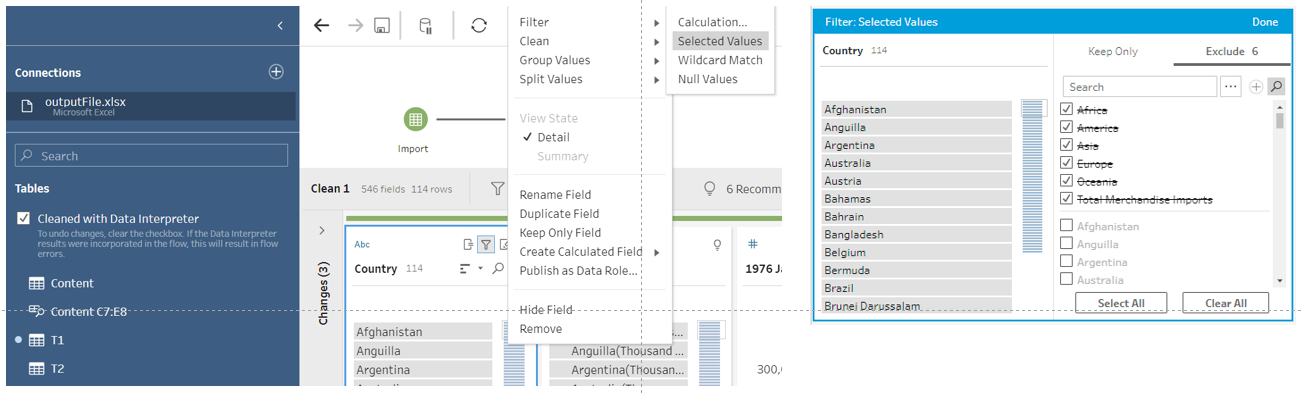 Connections
outputFile.xlsx
Microsoft Excel
Search
Tables
Cleaned with Data Interpreter
To undo changes, clear the checkbox. If the Data Interpreter
results were incorporated in the flow, this will result in flow
errors.
Content
Content C7:E8
T1
T2
Import
Clean 1 546 fields 114 rows
6 Recomm
Changes (3)
Abc
Country 114
Afghanistan
Anguilla
Argentina
Filter
Clean
Group Values
Split Values
View State
Detail
Summary
Rename Field
Duplicate Field
Keep Only Field
Create Calculated Field
Publish as Data Role...
Hide Field
Remove
Calculation...
Selected Values
Wildcard Match
Null Values
Anguilla(Thousand ...
Argentina(Thousan...
#
1976 Ja
300,
Filter: Selected Values
Done
Country 114
Afghanistan
Anguilla
Argentina
Australia
Austria
Bahamas
Bahrain
Bangladesh
Belgium
Bermuda
Brazil
Brunei Darussalam
Keep Only
Exclude 6
Search
Africa
America
Asia
Europe
Oceania
Total Merchandise Imports
Afghanistan
Anguilla
Argentina
Australia
Select All
Clear All